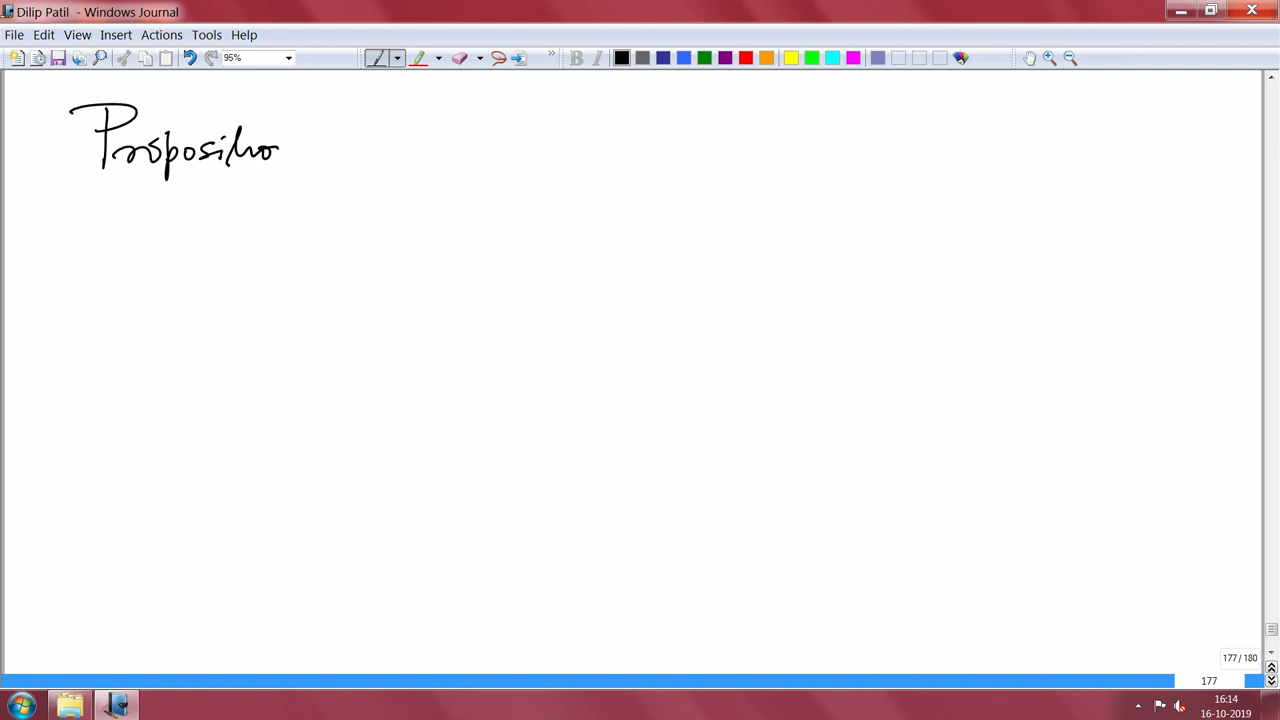 Dilip Patil - Windows Journal
File Edit View Insert Actions Tools Help
95%
Propositio
177 / 180
177
16:14
16-10-2019